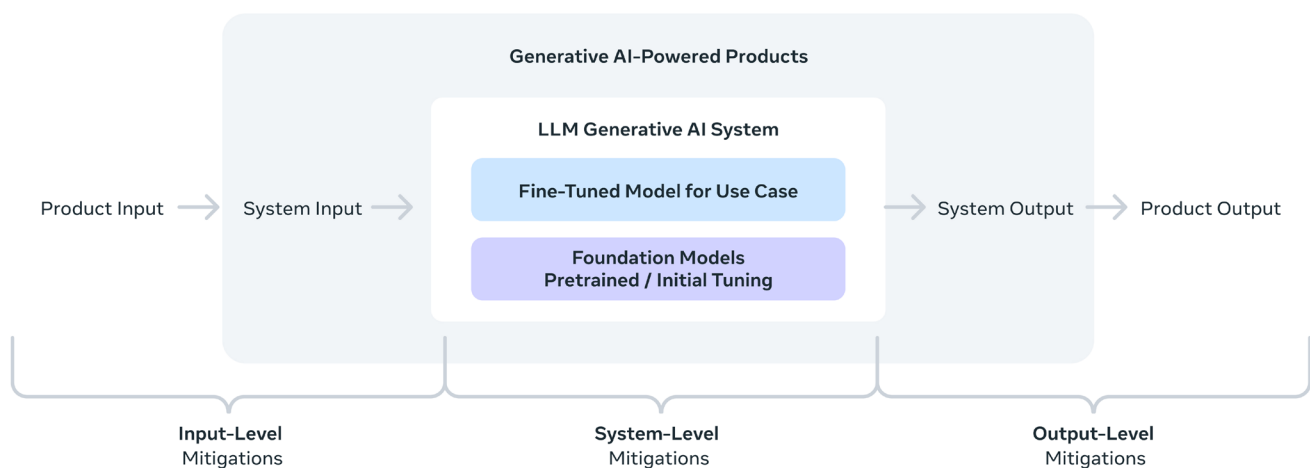 Generative AI-Powered Products
LLM Generative AI System
Fine-Tuned Model for Use Case
Product Input
System Input
System Output
Product Output
Foundation Models
Pretrained / Initial Tuning
Input-Level
Mitigations
System-Level
Mitigations
Output-Level
Mitigations